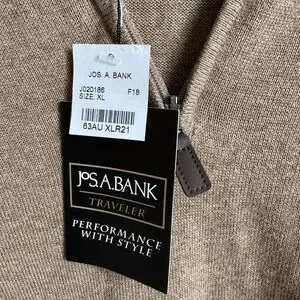 JOS. A. BANK
J020186 F18
SIZE: XL
63AU XLR21
JOS.A.BANK
TRAVELER
PERFORMANCE
WITH STYLE